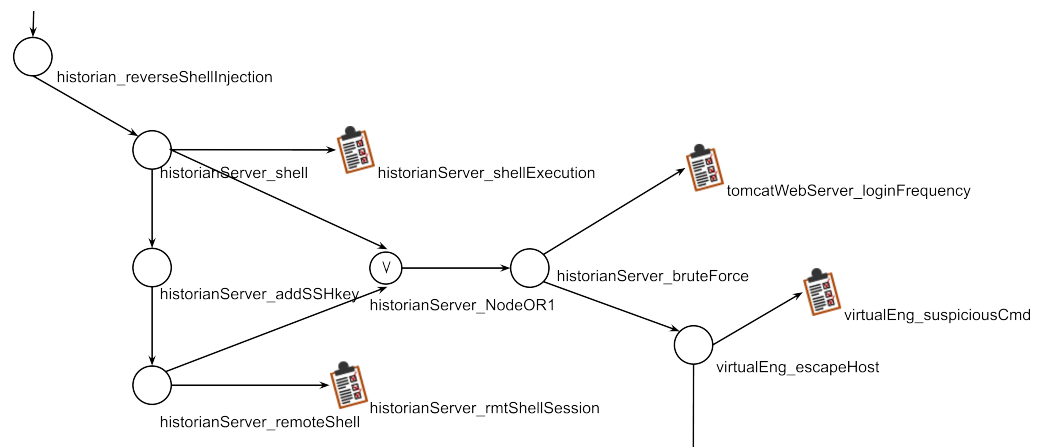 historian_reverseShellInjection
historianServer_shell
historianServer_shellExecution
tomcatWebServer_loginFrequency
V
historianServer_bruteForce
historianServer_addSSHkey
historianServer_NodeOR1
virtualEng_suspiciousCmd
virtualEng_escapeHost
historianServer_rmtShellSession
historianServer_remoteShell